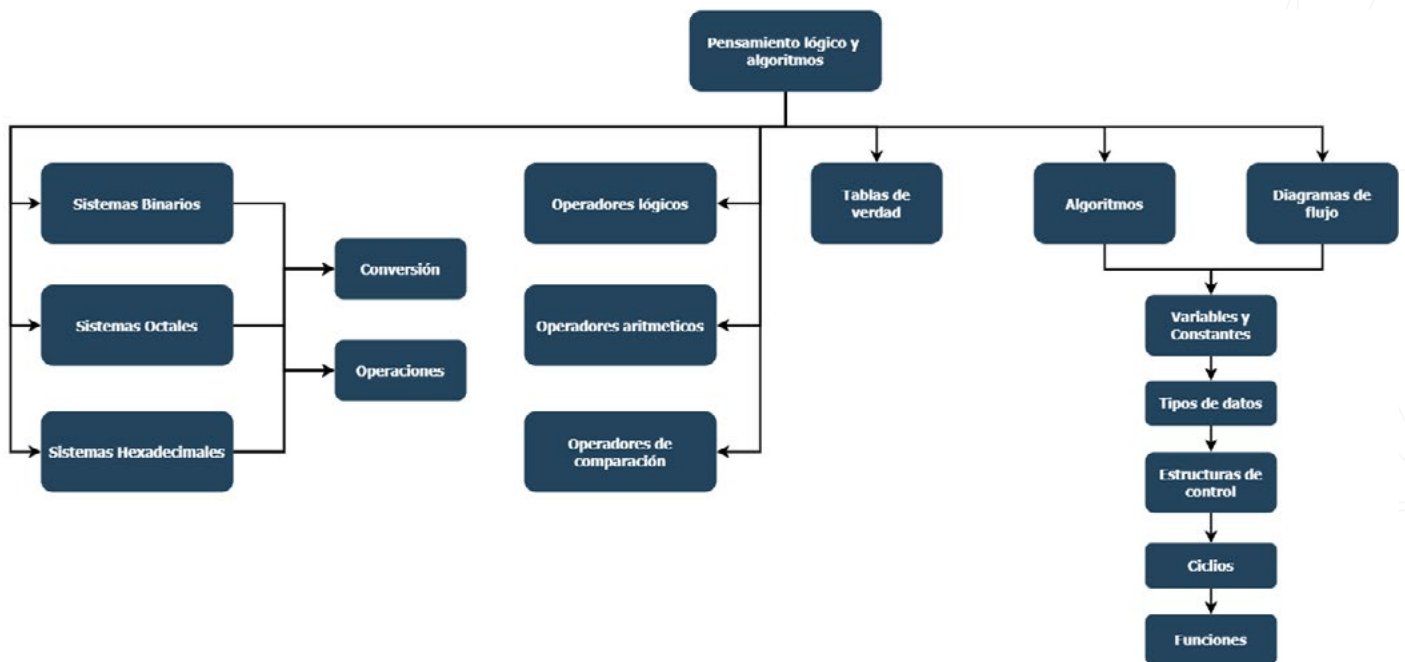 Pensamiento lógico y
algoritmos
Sistemas Binarios
Operadores lógicos
Tablas de
verdad
Algoritmos
Diagramas de
flujo
Conversión
Sistemas Octales
Operadores aritmeticos
Variables y
Constantes
Operaciones
Tipos de datos
Sistemas Hexadecimales
Operadores de
comparación
Estructuras de
control
Ciclios
Funciones